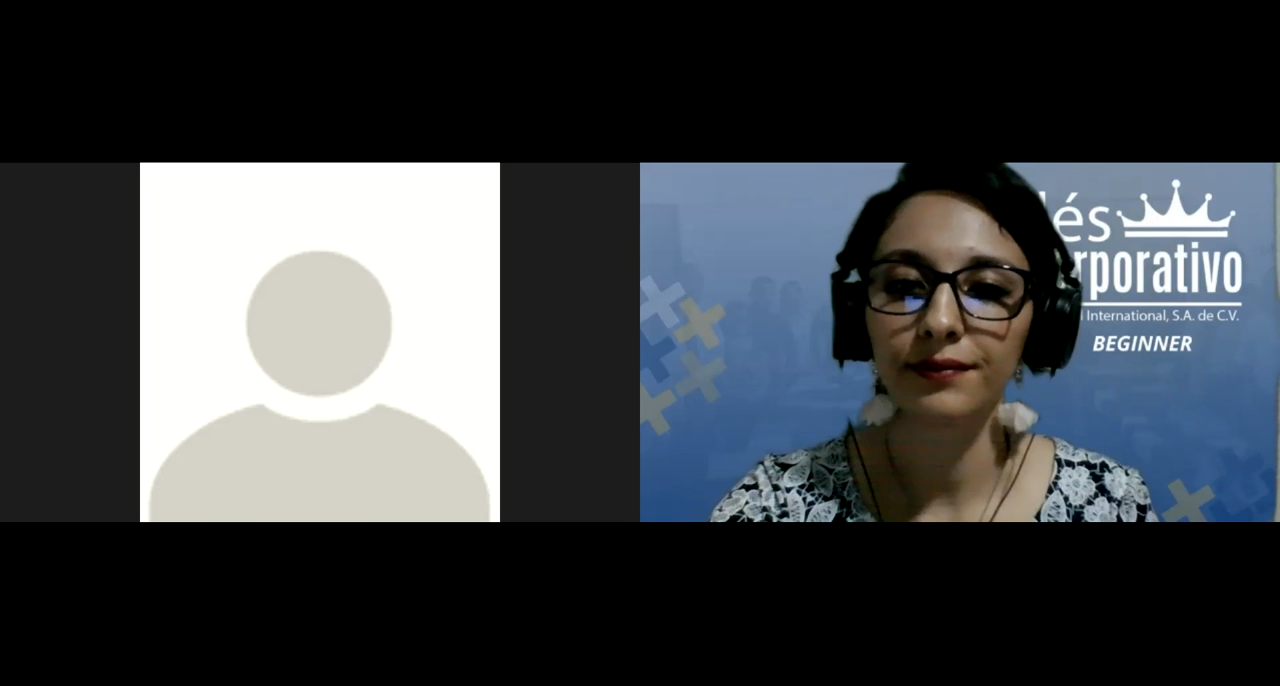 lés
rporativo
International, S.A. de C.V.
BEGINNER